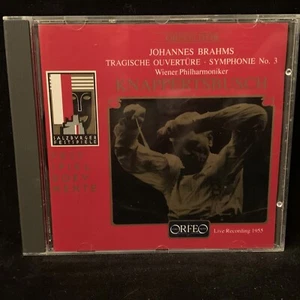 JOHANNES BRAHMS
TRAGISCHE OUVERTÜRE · SYMPHONIE No. 3
Wiener Philharmoniker
KNAPPERTSBUSCH
SALZBURGER
FESTSPIELE
ORFEO
Live Recording 1955